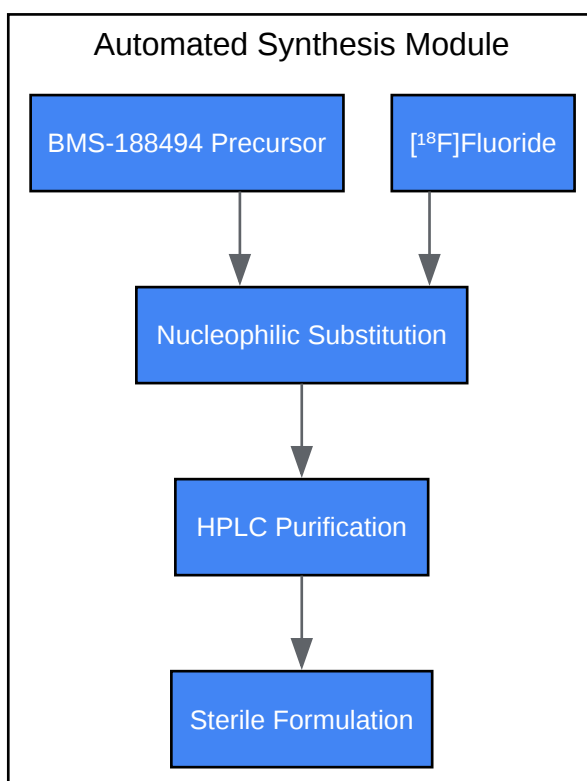 Automated Synthesis Module
BMS-188494 Precursor
[¹⁸F]Fluoride
Nucleophilic Substitution
HPLC Purification
Sterile Formulation